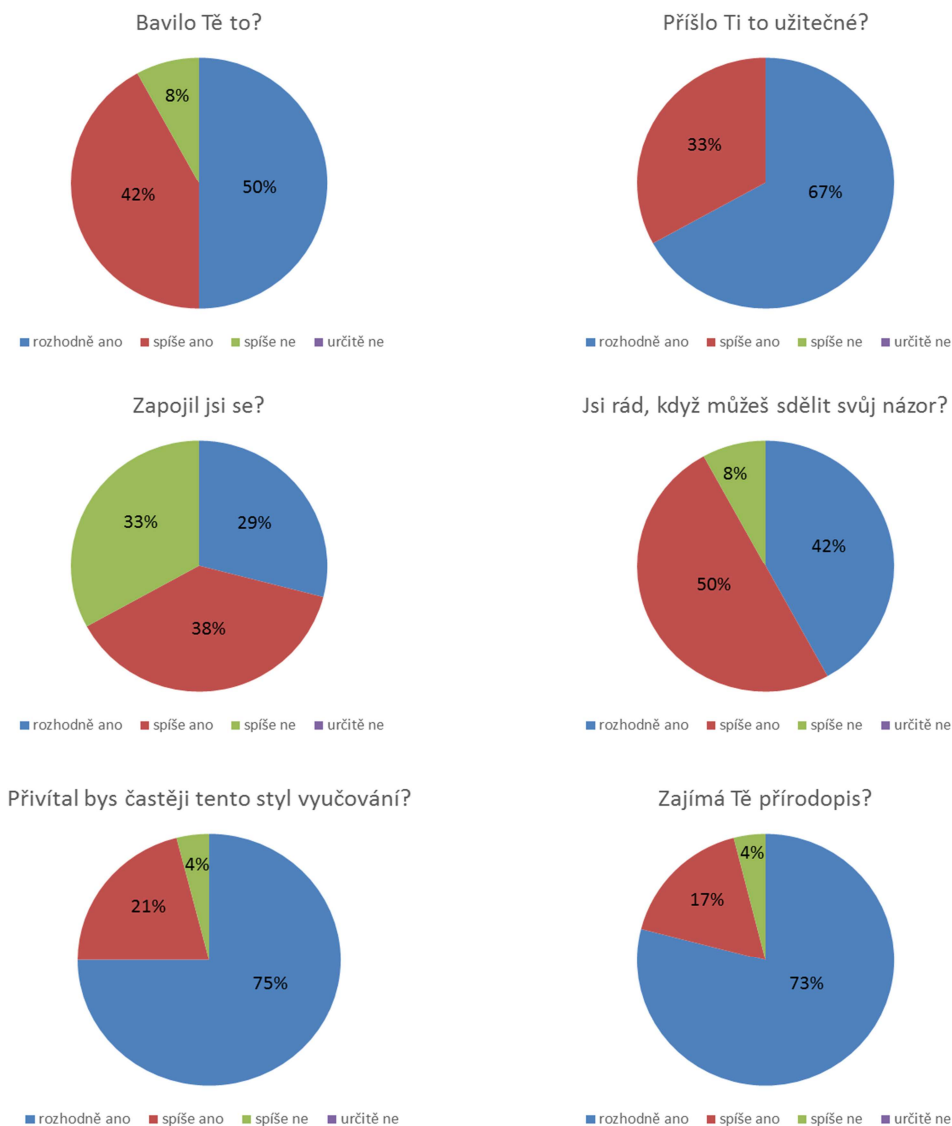 Bavilo Tě to?
8%
42%
50%
rozhodně ano spíše ano spíše ne určitě ne
Příšlo Ti to užitečné?
33%
67%
rozhodně ano spíše ano spíše ne určitě ne
Zapojil jsi se?
33%
29%
38%
rozhodně ano spíše ano spíše ne určitě ne
Jsi rád, když můžeš sdělit svůj názor?
8%
42%
50%
rozhodně ano spíše ano spíše ne určitě ne
Přivítal bys častěji tento styl vyučování?
4%
21%
75%
rozhodně ano spíše ano spíše ne určitě ne
Zajímá Tě přírodopis?
4%
17%
73%
rozhodně ano spíše ano spíše ne určitě ne